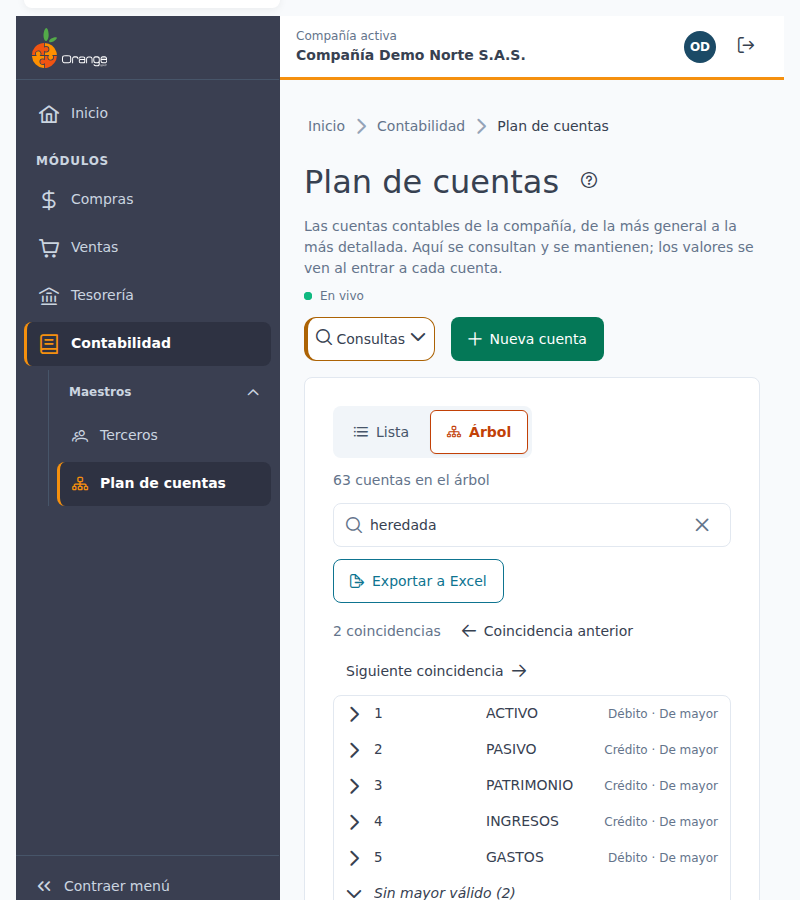 Orange
Inicio
MÓDULOS
Compras
Ventas
Tesorería
Contabilidad
Maestros
Terceros
Plan de cuentas
Contraer menú
Compañía activa
Compañía Demo Norte S.A.S.
OD
Inicio
Contabilidad
Plan de cuentas
Plan de cuentas
Las cuentas contables de la compañía, de la más general a la
más detallada. Aquí se consultan y se mantienen; los valores se
ven al entrar a cada cuenta.
En vivo
Consultas
Nueva cuenta
Lista
Árbol
63 cuentas en el árbol
heredada
Exportar a Excel
2 coincidencias
Coincidencia anterior
Siguiente coincidencia
1 ACTIVO Débito · De mayor
2 PASIVO Crédito · De mayor
3 PATRIMONIO Crédito · De mayor
4 INGRESOS Crédito · De mayor
5 GASTOS Débito · De mayor
Sin mayor válido (2)